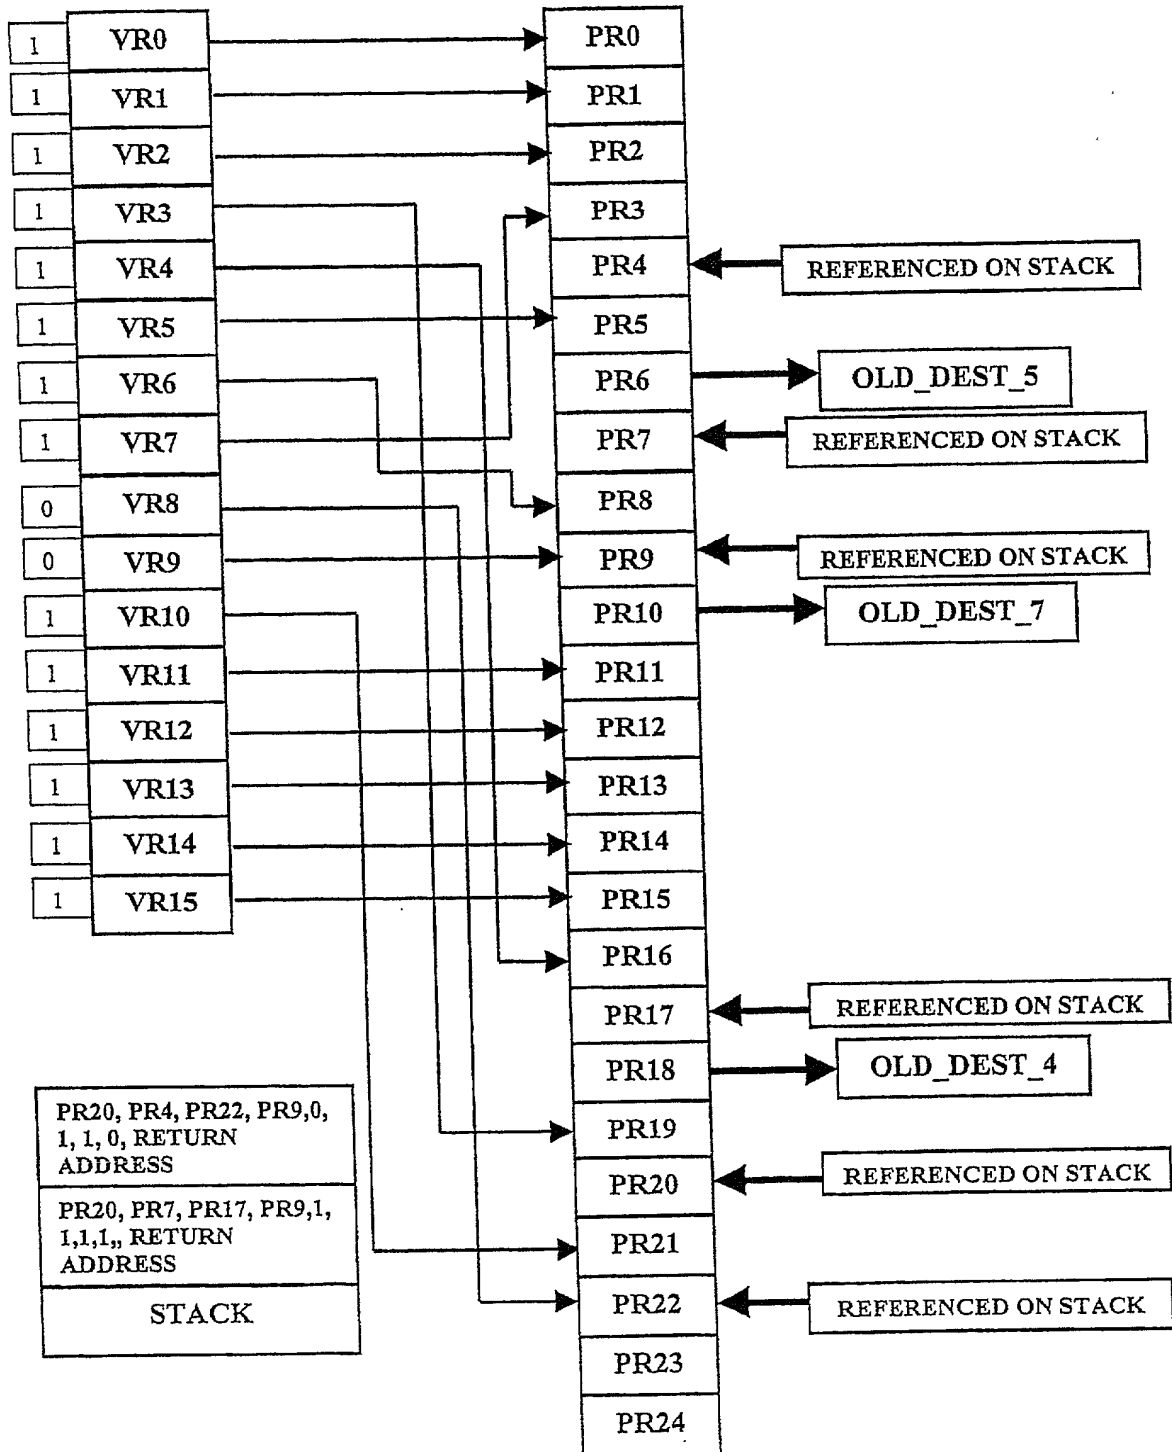 1 VR0 PR0
1 VR1 PR1
1 VR2 PR2
1 VR3 PR3
1 VR4 PR4 REFERENCED ON STACK
1 VR5 PR5
1 VR6 PR6 OLD_DEST_5
1 VR7 PR7 REFERENCED ON STACK
0 VR8 PR8
0 VR9 PR9 REFERENCED ON STACK
1 VR10 PR10 OLD_DEST_7
1 VR11 PR11
1 VR12 PR12
1 VR13 PR13
1 VR14 PR14
1 VR15 PR15
PR16
PR17 REFERENCED ON STACK
PR18 OLD_DEST_4
PR19
PR20 REFERENCED ON STACK
PR21
PR22 REFERENCED ON STACK
PR23
PR24
PR20, PR4, PR22, PR9,0,
1, 1, 0, RETURN
ADDRESS
PR20, PR7, PR17, PR9,1,
1,1,1,, RETURN
ADDRESS
STACK